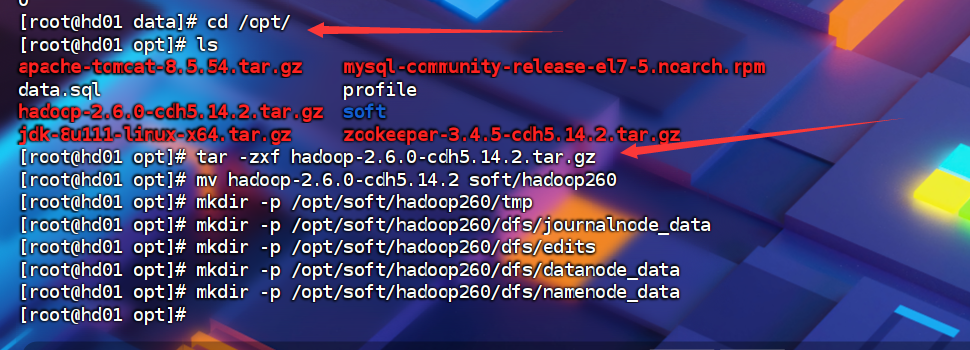 [root@hd01 data]# cd /opt/
[root@hd01 opt]# ls
apache-tomcat-8.5.54.tar.gz    mysql-community-release-el7-5.noarch.rpm
data.sql                       profile
hadoop-2.6.0-cdh5.14.2.tar.gz  soft
jdk-8u111-linux-x64.tar.gz     zookeeper-3.4.5-cdh5.14.2.tar.gz
[root@hd01 opt]# tar -zxf hadoop-2.6.0-cdh5.14.2.tar.gz
[root@hd01 opt]# mv hadoop-2.6.0-cdh5.14.2 soft/hadoop260
[root@hd01 opt]# mkdir -p /opt/soft/hadoop260/tmp
[root@hd01 opt]# mkdir -p /opt/soft/hadoop260/dfs/journalnode_data
[root@hd01 opt]# mkdir -p /opt/soft/hadoop260/dfs/edits
[root@hd01 opt]# mkdir -p /opt/soft/hadoop260/dfs/datanode_data
[root@hd01 opt]# mkdir -p /opt/soft/hadoop260/dfs/namenode_data
[root@hd01 opt]#